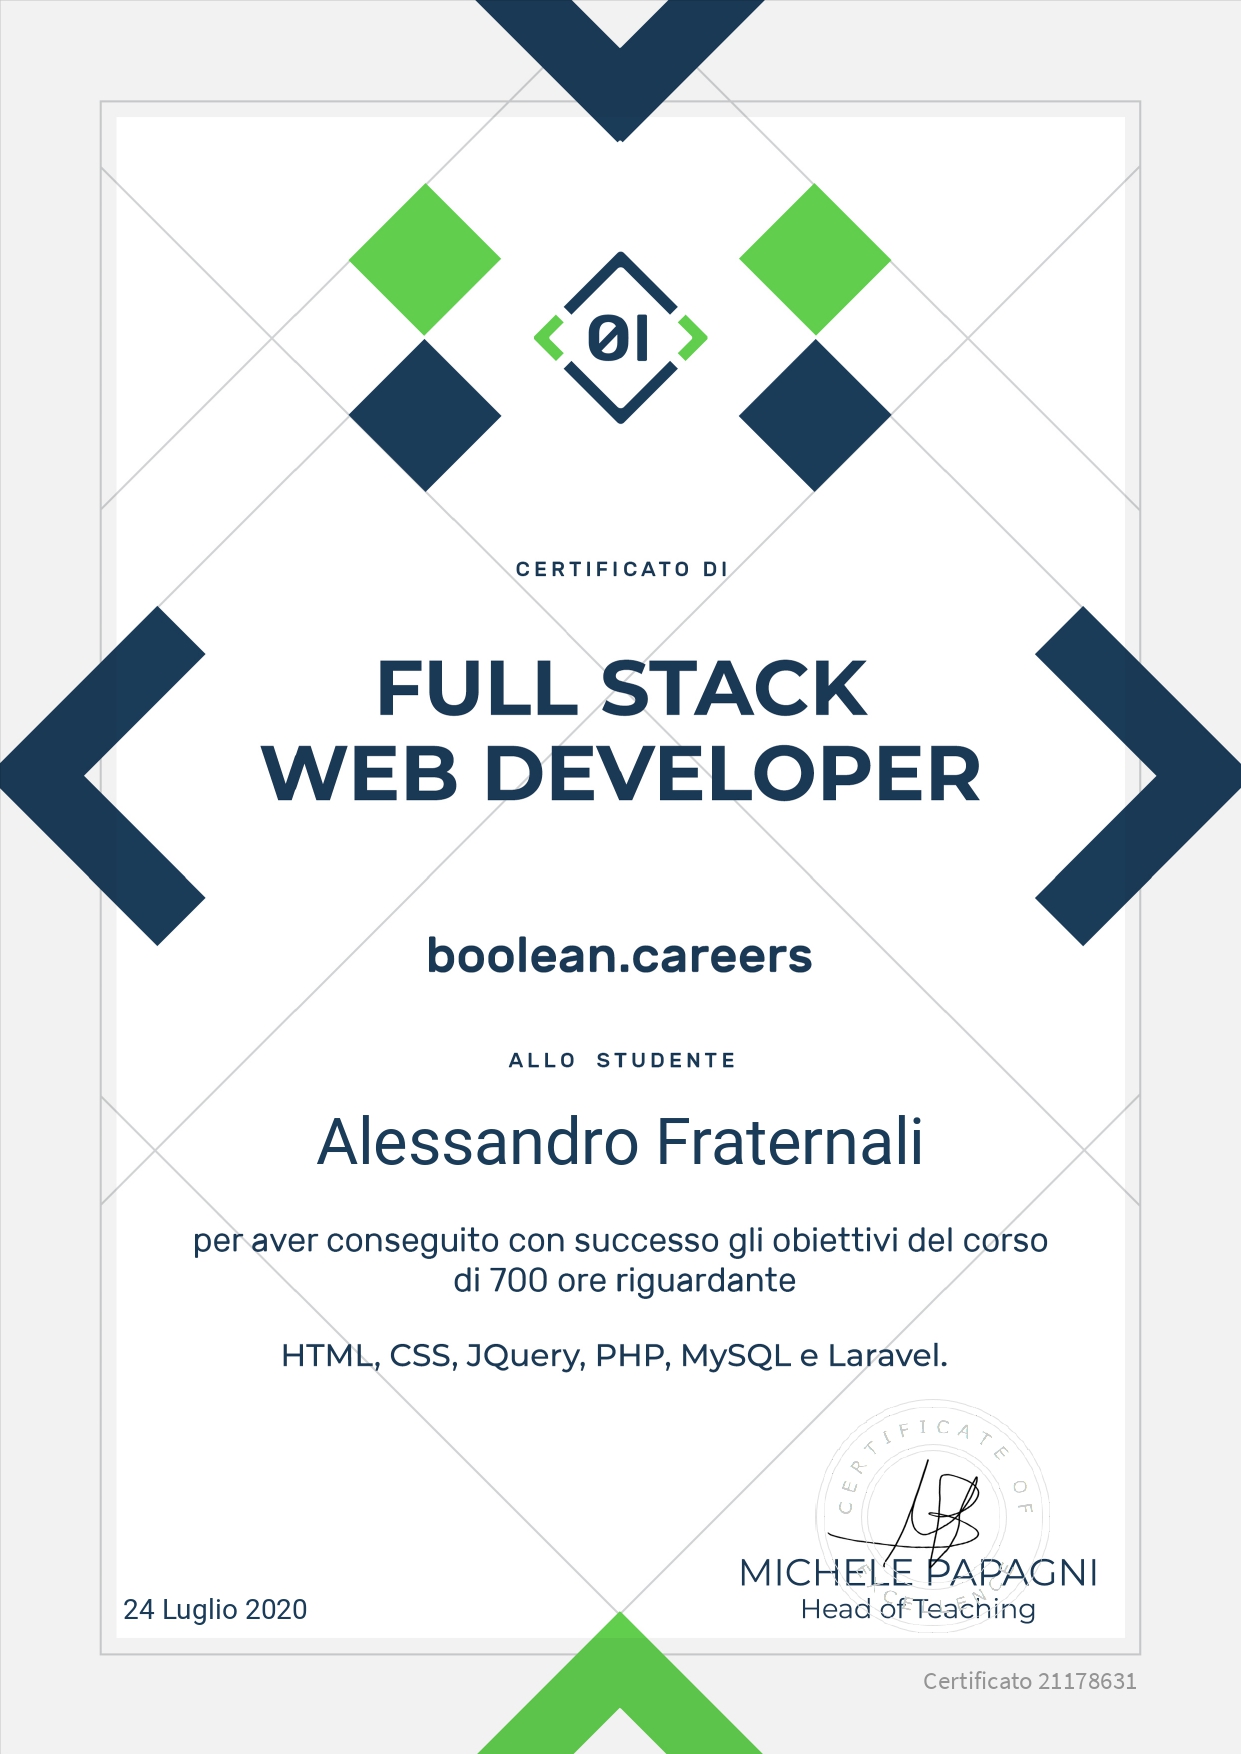 01
CERTIFICATO DI
FULL STACK
WEB DEVELOPER
boolean.careers
ALLO STUDENTE
Alessandro Fraternali
per aver conseguito con successo gli obiettivi del corso
di 700 ore riguardante
HTML, CSS, JQuery, PHP, MySQL e Laravel.
CERTIFICATE OF
EXCELLENCE
MICHELE PAPAGNI
Head of Teaching
24 Luglio 2020
Certificato 21178631